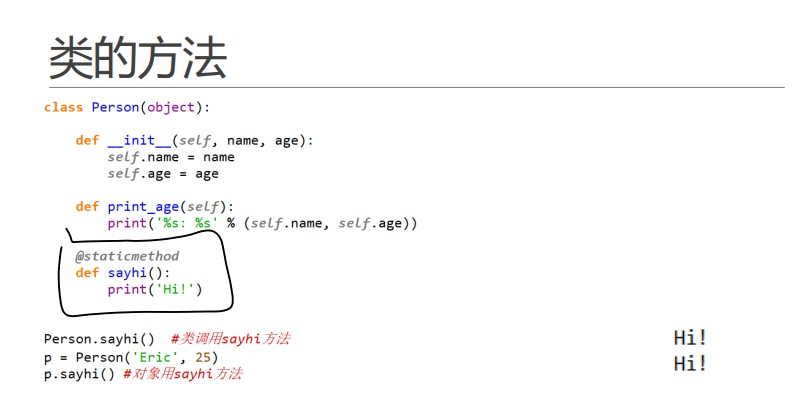 类的方法
class Person(object):
def __init__(self, name, age):
self.name = name
self.age = age
def print_age(self):
print('%s: %s' % (self.name, self.age))
@staticmethod
def sayhi():
print('Hi!')
Person.sayhi()  #类调用sayhi方法
p = Person('Eric', 25)
p.sayhi() #对象用sayhi方法
Hi!
Hi!